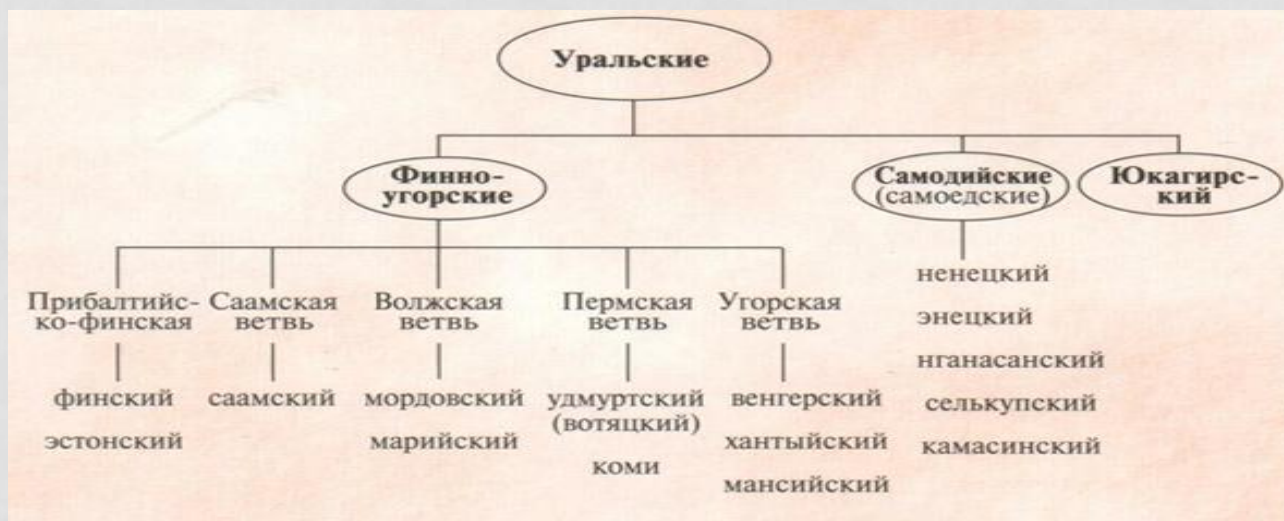 Уральские
Финно-
угорские
Самодийские
(самоедские)
Юкагирс-
кий
Прибалтийс-
ко-финская
Саамская
ветвь
Волжская
ветвь
Пермская
ветвь
Угорская
ветвь
финский
эстонский
саамский
мордовский
марийский
удмуртский
(вотяцкий)
коми
венгерский
хантыйский
мансийский
ненецкий
энецкий
нганасанский
селькупский
камасинский